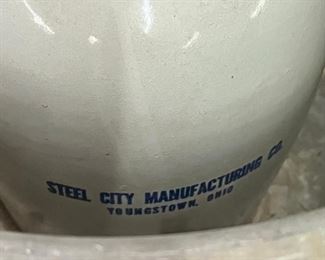 STEEL CITY MANUFACTURING CO.
YOUNGSTOWN, OHIO